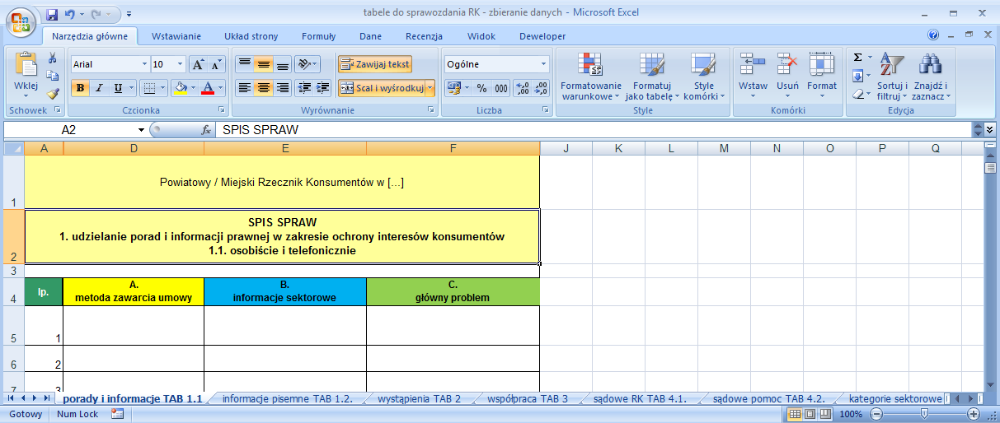 tabele do sprawozdania RK - zbieranie danych - Microsoft Excel
Narzędzia główne Wstawianie Układ strony Formuły Dane Recenzja Widok Deweloper
Arial 10 Zawijaj tekst Ogólne
Wklej Formatowanie warunkowe Formatuj jako tabelę Style komórki Wstaw Usuń Format Sortuj i filtruj Znajdź i zaznacz
B I U A Scal i wyśrodkuj % 000
Schowek Czcionka Wyrównanie Liczba Style Komórki Edycja
A2 fx SPIS SPRAW
A D E F J K L M N O P Q
Powiatowy / Miejski Rzecznik Konsumentów w [...]
1
SPIS SPRAW
1. udzielanie porad i informacji prawnej w zakresie ochrony interesów konsumentów
1.1. osobiście i telefonicznie
2
3
lp. A. B. C.
4 metoda zawarcia umowy informacje sektorowe główny problem
5 1
6 2
7 3
porady i informacje TAB 1.1 informacje pisemne TAB 1.2. wystąpienia TAB 2 współpraca TAB 3 sądowe RK TAB 4.1. sądowe pomoc TAB 4.2. kategorie sektorowe
Gotowy Num Lock 100%